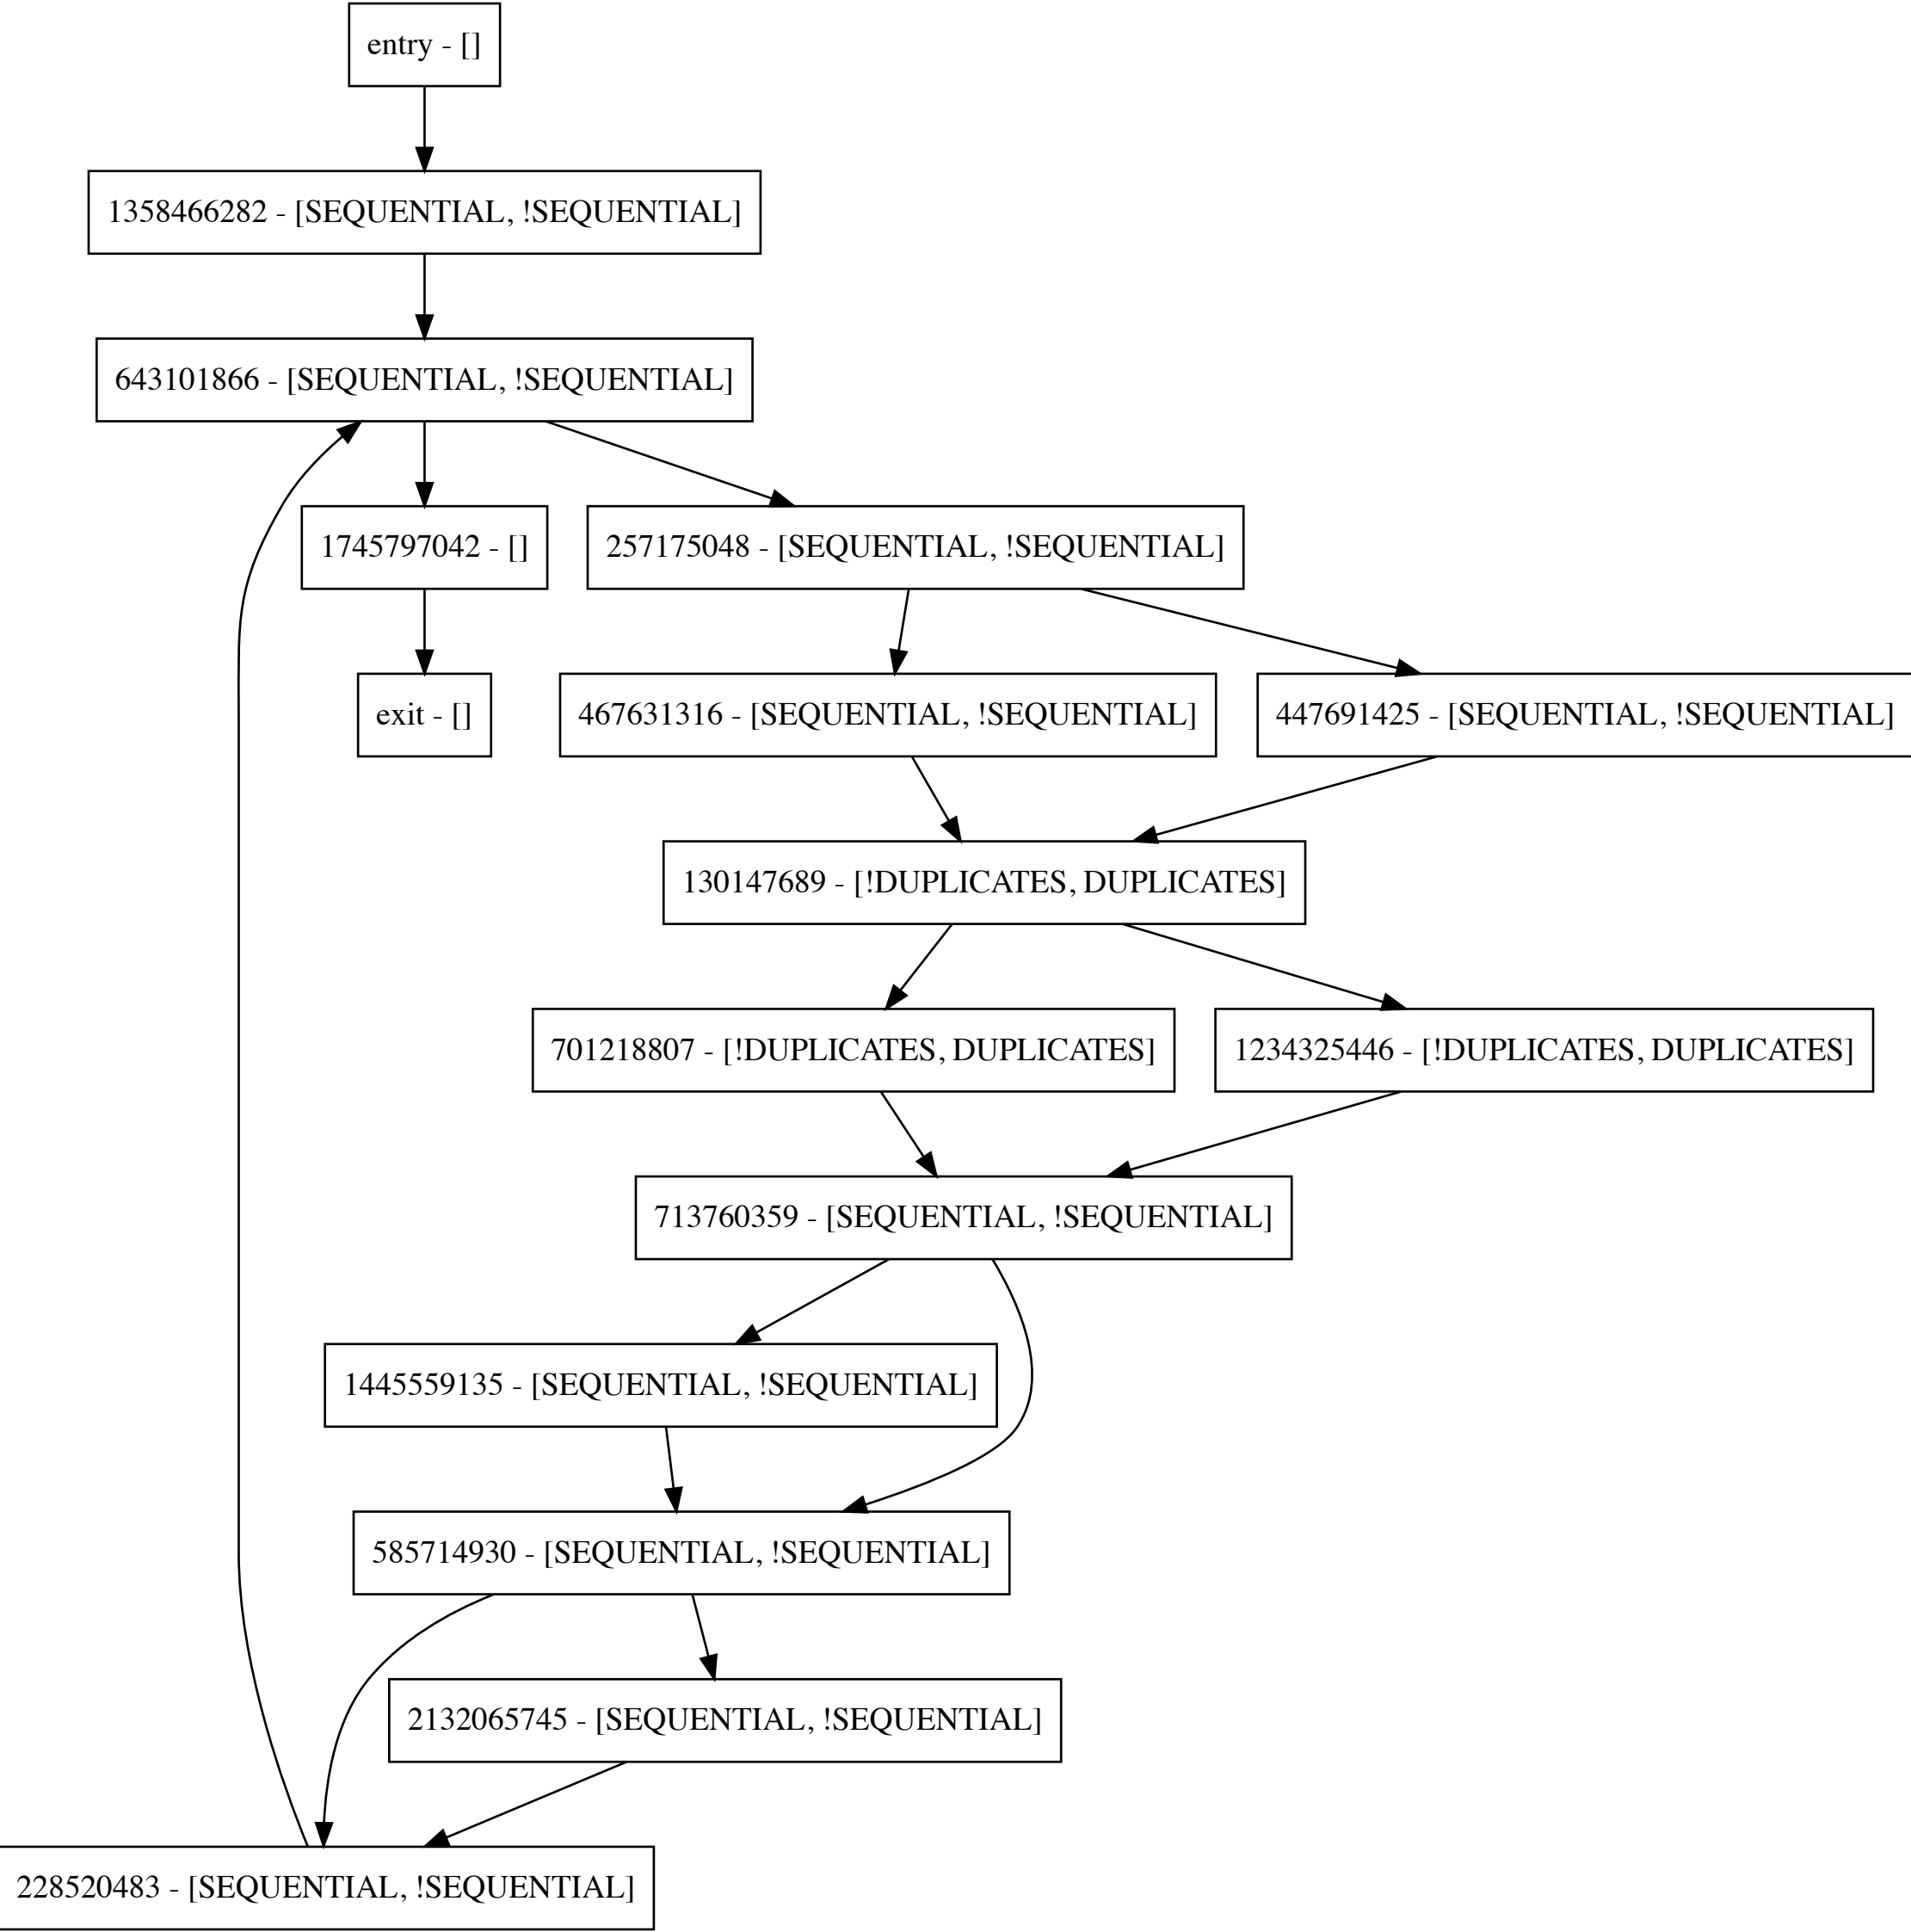 entry - []
1358466282 - [SEQUENTIAL, !SEQUENTIAL]
643101866 - [SEQUENTIAL, !SEQUENTIAL]
1745797042 - []
257175048 - [SEQUENTIAL, !SEQUENTIAL]
exit - []
467631316 - [SEQUENTIAL, !SEQUENTIAL]
447691425 - [SEQUENTIAL, !SEQUENTIAL]
130147689 - [!DUPLICATES, DUPLICATES]
701218807 - [!DUPLICATES, DUPLICATES]
1234325446 - [!DUPLICATES, DUPLICATES]
713760359 - [SEQUENTIAL, !SEQUENTIAL]
1445559135 - [SEQUENTIAL, !SEQUENTIAL]
585714930 - [SEQUENTIAL, !SEQUENTIAL]
2132065745 - [SEQUENTIAL, !SEQUENTIAL]
228520483 - [SEQUENTIAL, !SEQUENTIAL]